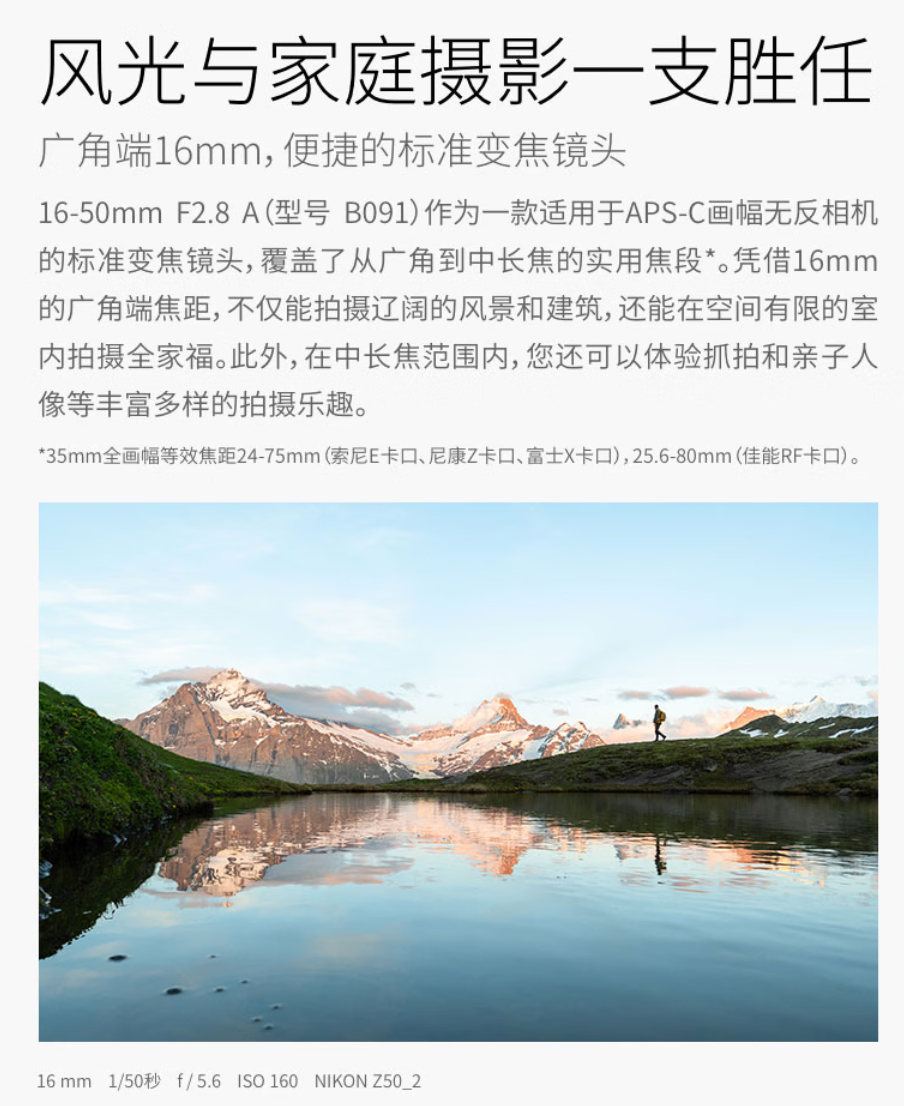 风光与家庭摄影一支胜任
广角端16mm，便捷的标准变焦镜头
16-50mm F2.8 A（型号 B091）作为一款适用于APS-C画幅无反相机
的标准变焦镜头，覆盖了从广角到中长焦的实用焦段*。凭借16mm
的广角端焦距，不仅能拍摄辽阔的风景和建筑，还能在空间有限的室
内拍摄全家福。此外，在中长焦范围内，您还可以体验抓拍和亲子人
像等丰富多样的拍摄乐趣。
*35mm全画幅等效焦距24-75mm（索尼E卡口、尼康Z卡口、富士X卡口），25.6-80mm（佳能RF卡口）。
16 mm 1/50秒 f / 5.6 ISO 160 NIKON Z50_2